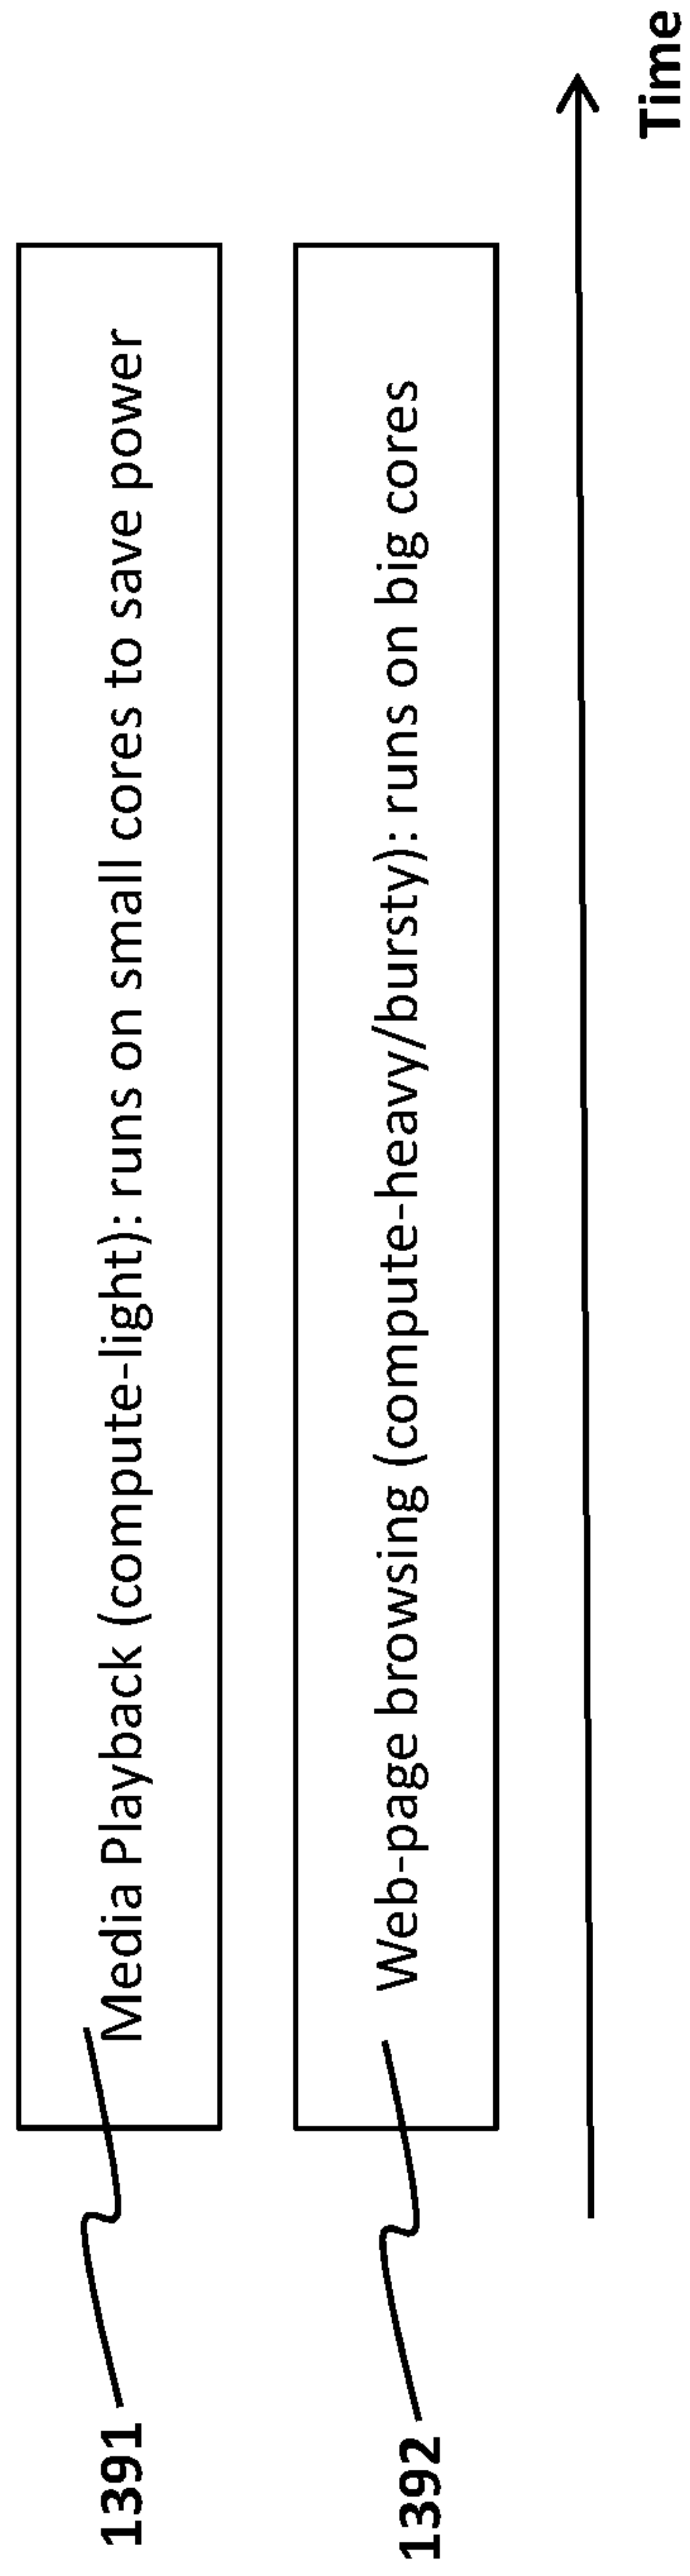 1391
Media Playback (compute-light): runs on small cores to save power
1392
Web-page browsing (compute-heavy/bursty): runs on big cores
Time